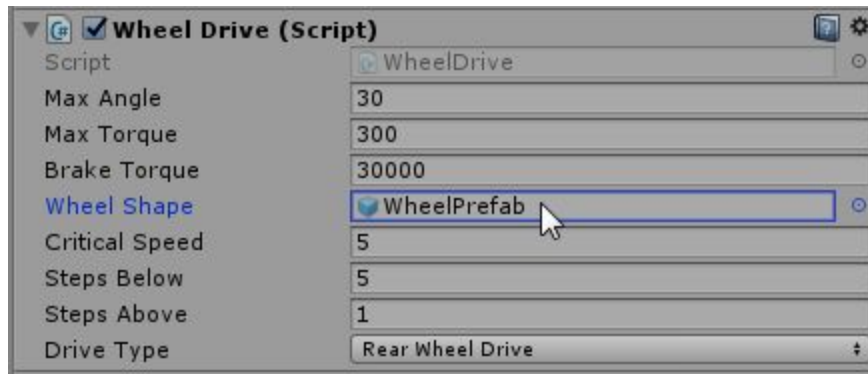 Wheel Drive (Script)
Script WheelDrive
Max Angle 30
Max Torque 300
Brake Torque 30000
Wheel Shape WheelPrefab
Critical Speed 5
Steps Below 5
Steps Above 1
Drive Type Rear Wheel Drive